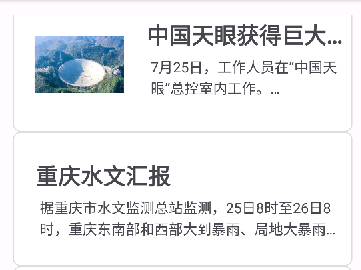 中国天眼获得巨大...
7月25日，工作人员在“中国天
眼”总控室内工作。...
重庆水文汇报
据重庆市水文监测总站监测，25日8时至26日8
时，重庆东南部和西部大到暴雨、局地大暴雨...